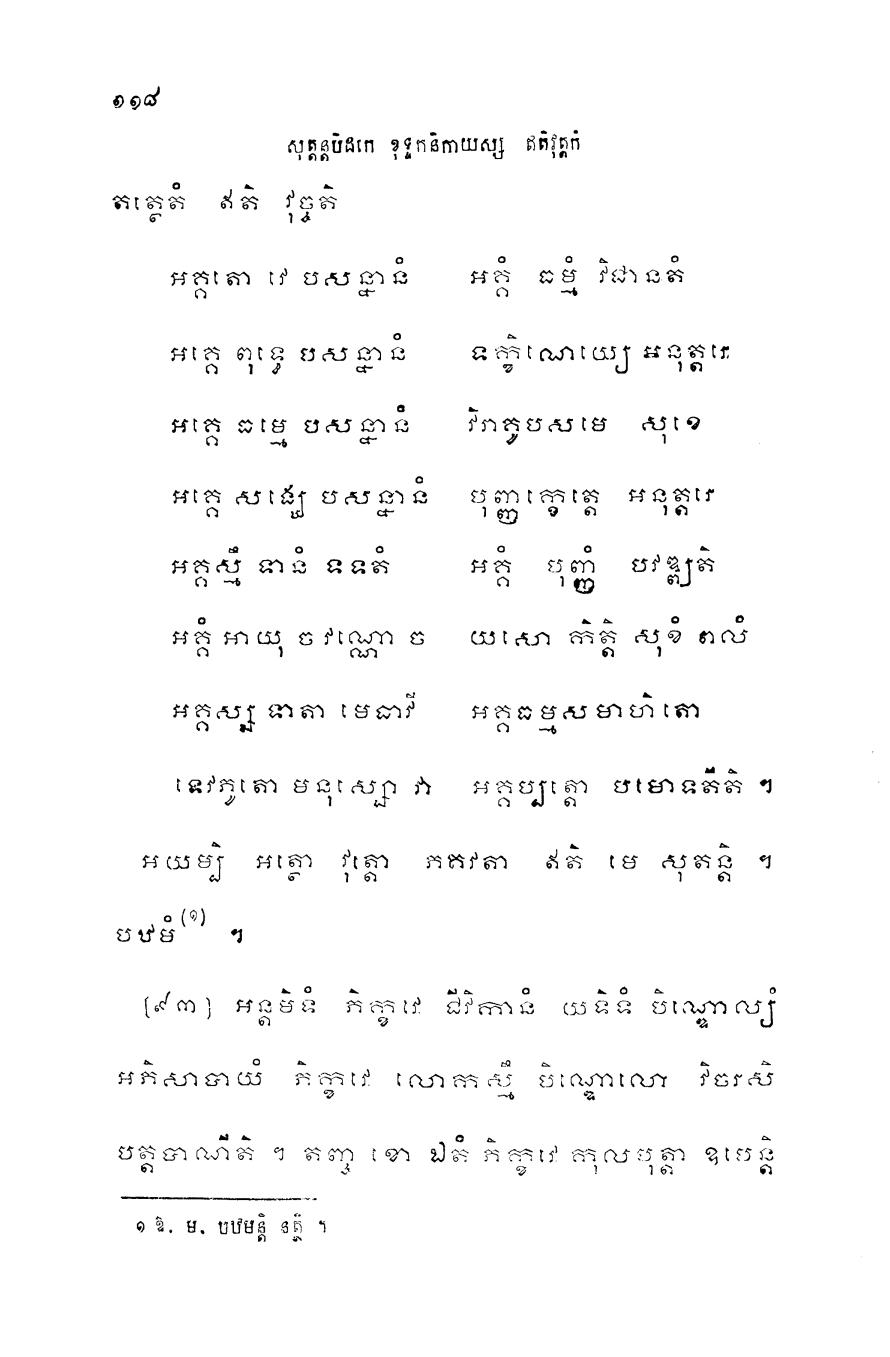 ១១៨
សុត្តន្តបិដកេ ខុទ្ទកនិកាយស្ស ឥតិវុត្តកំ
តត្ថេតំ ឥតិ វុច្ចតិ
អគ្គតោ វេ បសន្នានំ អគ្គំ ធម្មំ វិជានតំ
អគ្គេ ពុទ្ធេ បសន្នានំ ទក្ខិណេយ្យេ អនុត្តរេ
អគ្គេ ធម្មេ បសន្នានំ វិរាគូបសមេ សុខេ
អគ្គេ សង្ឃេ បសន្នានំ បុញ្ញក្ខេត្តេ អនុត្តរេ
អគ្គស្មឹ ទានំ ទទតំ អគ្គំ បុញ្ញំ បវឌ្ឍតិ
អគ្គំ អាយុ ច វណ្ណោ ច យសោ កិត្តិ សុខំ ពលំ
អគ្គស្ស ទាតា មេធាវី អគ្គធម្មសមាហិតោ
ទេវភូតោ មនុស្សោ វា អគ្គប្បត្តោ បមោទតីតិ ។
អយម្បិ អត្ថោ វុត្តោ ភគវតា ឥតិ មេ សុតន្តិ ។
បឋមំ (១) ។
[៩៣] អន្តមិទំ ភិក្ខវេ ជីវិកានំ យទិទំ បិណ្ឌោល្យំ
អភិសាបាយំ ភិក្ខវេ លោកស្មឹ បិណ្ឌោលោ វិចរសិ
បត្តបាណីតិ ។ តញ្ច ខោ ឯតំ ភិក្ខវេ កុលបុត្តា ឧបេន្តិ
១ ឱ. ម. បឋមន្តិ នត្ថិ ។